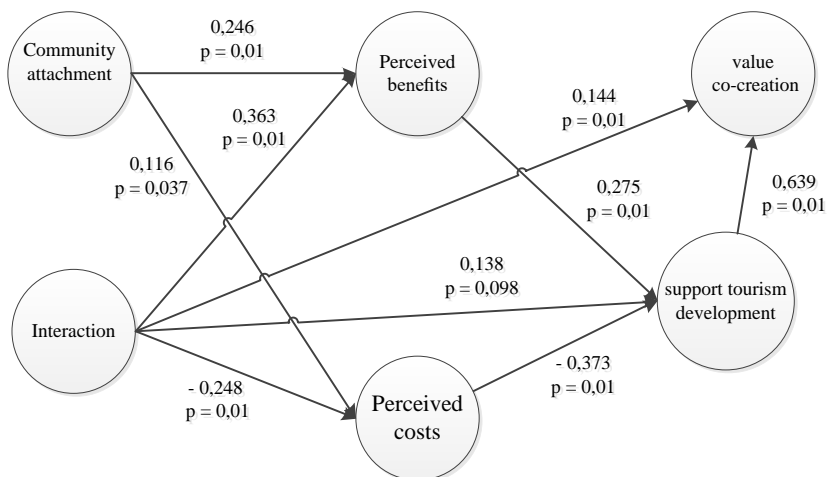 Community
attachment
0,246
p = 0,01
Perceived
benefits
value
co-creation
0,363
p = 0,01
0,144
p = 0,01
0,116
p = 0,037
0,275
p = 0,01
0,639
p = 0,01
Interaction
0,138
p = 0,098
support tourism
development
- 0,248
p = 0,01
Perceived
costs
- 0,373
p = 0,01